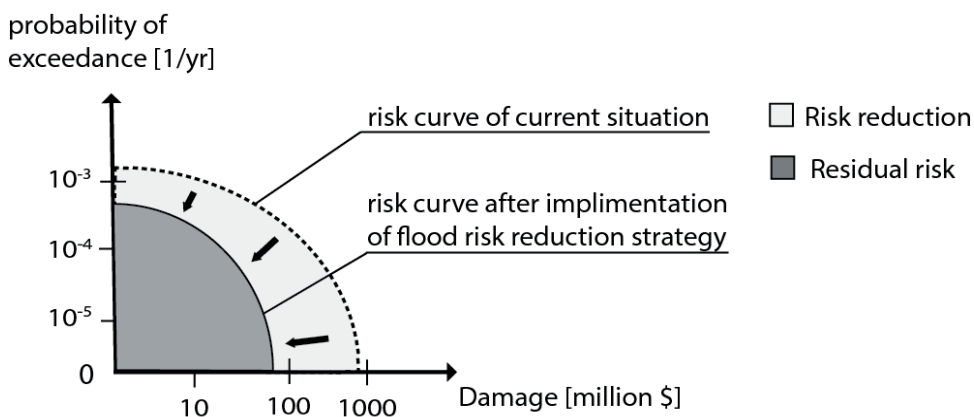 probability of
exceedance [1/yr]
risk curve of current situation
Risk reduction
Residual risk
risk curve after implimentation
of flood risk reduction strategy
10⁻³
10⁻⁴
10⁻⁵
0
10
100
1000
Damage [million $]